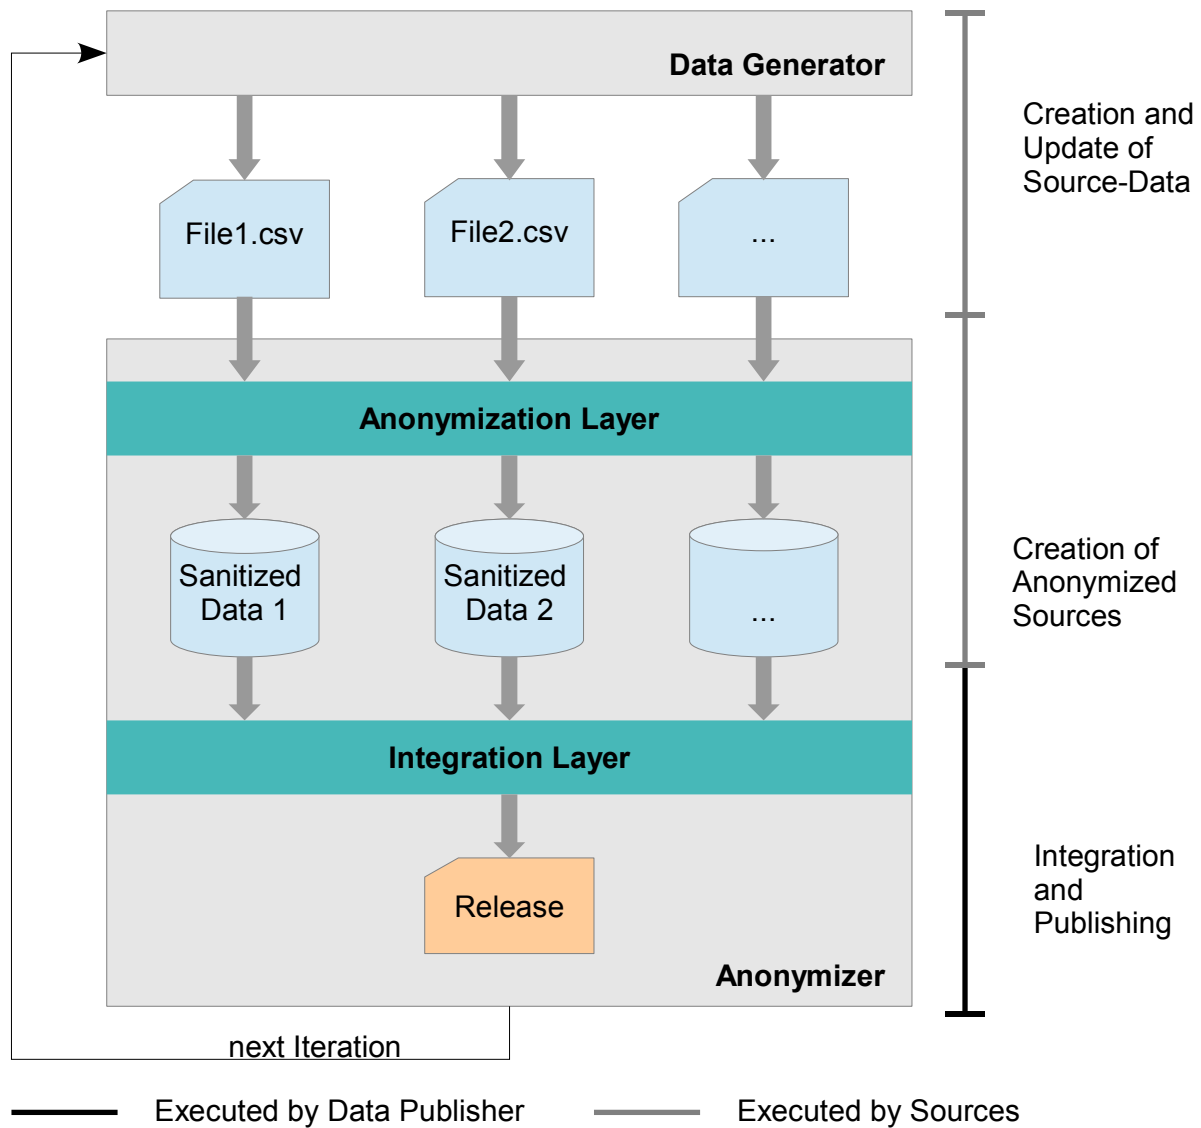 Data Generator
Creation and
Update of
Source-Data
File1.csv
File2.csv
...
Anonymization Layer
Sanitized
Data 1
Sanitized
Data 2
...
Creation of
Anonymized
Sources
Integration Layer
Integration
and
Publishing
Release
Anonymizer
next Iteration
Executed by Data Publisher
Executed by Sources